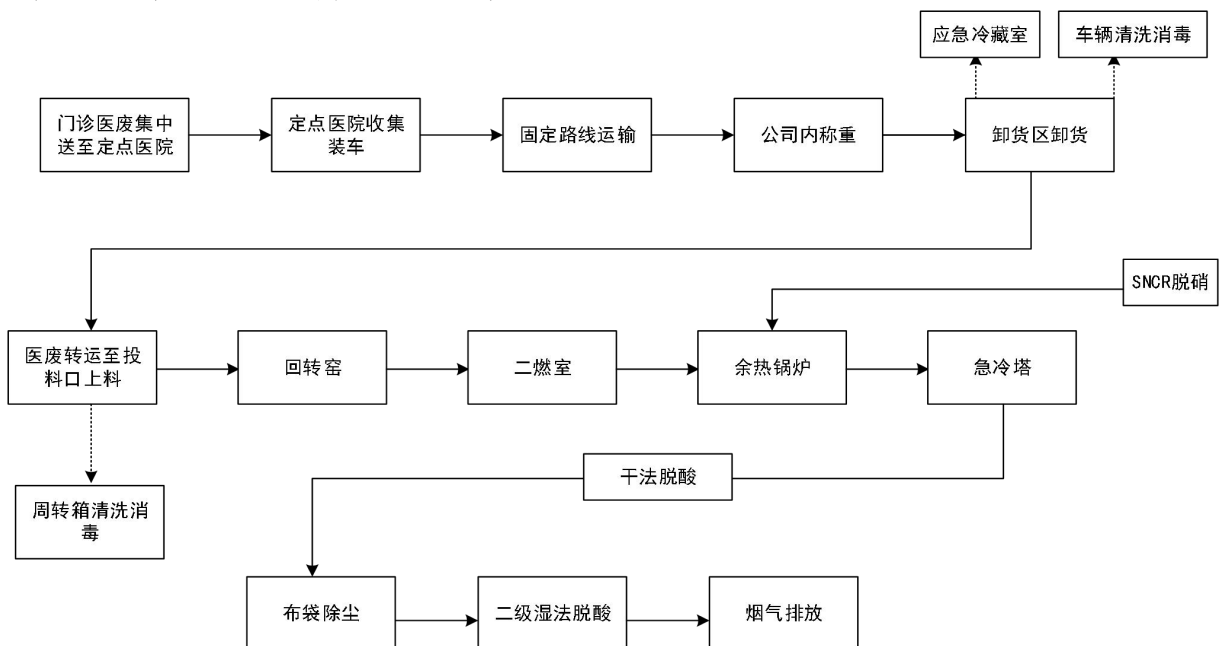 应急冷藏室
车辆清洗消毒
门诊医废集中
送至定点医院
定点医院收集
装车
固定路线运输
公司内称重
卸货区卸货
SNCR脱硝
医废转运至投
料口上料
回转窑
二燃室
余热锅炉
急冷塔
干法脱酸
周转箱清洗消
毒
布袋除尘
二级湿法脱酸
烟气排放